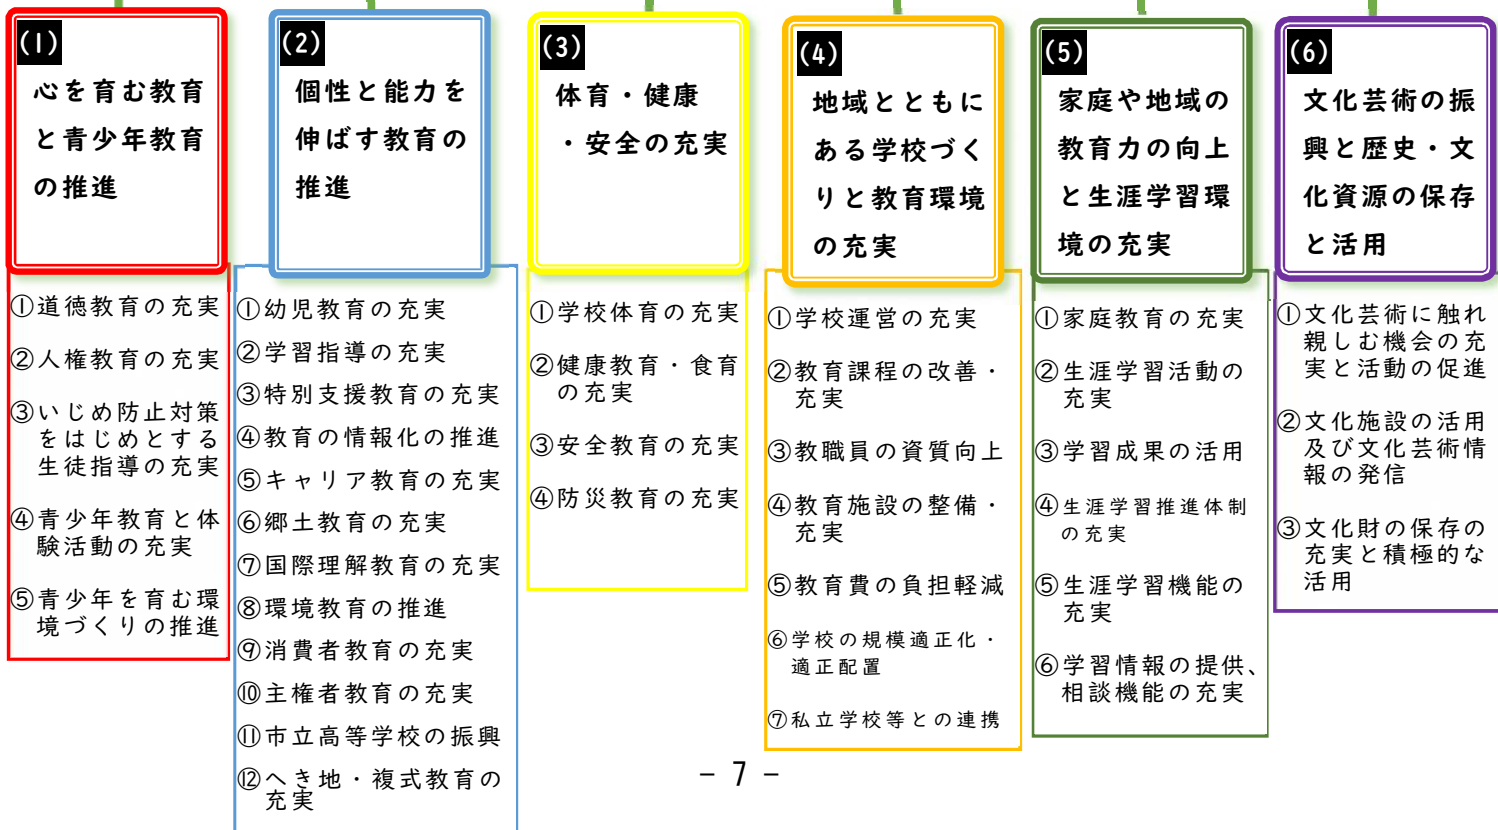 (1)
心を育む教育
と青少年教育
の推進
①道徳教育の充実
②人権教育の充実
③いじめ防止対策
をはじめとする
生徒指導の充実
④青少年教育と体
験活動の充実
⑤青少年を育む環
境づくりの推進
(2)
個性と能力を
伸ばす教育の
推進
①幼児教育の充実
②学習指導の充実
③特別支援教育の充実
④教育の情報化の推進
⑤キャリア教育の充実
⑥郷土教育の充実
⑦国際理解教育の充実
⑧環境教育の推進
⑨消費者教育の充実
⑩主権者教育の充実
⑪市立高等学校の振興
⑫へき地・複式教育の
充実
(3)
体育・健康
・安全の充実
①学校体育の充実
②健康教育・食育
の充実
③安全教育の充実
④防災教育の充実
(4)
地域とともに
ある学校づく
りと教育環境
の充実
①学校運営の充実
②教育課程の改善・
充実
③教職員の資質向上
④教育施設の整備・
充実
⑤教育費の負担軽減
⑥学校の規模適正化・
適正配置
⑦私立学校等との連携
(5)
家庭や地域の
教育力の向上
と生涯学習環
境の充実
①家庭教育の充実
②生涯学習活動の
充実
③学習成果の活用
④生涯学習推進体制
の充実
⑤生涯学習機能の
充実
⑥学習情報の提供、
相談機能の充実
(6)
文化芸術の振
興と歴史・文
化資源の保存
と活用
①文化芸術に触れ
親しむ機会の充
実と活動の促進
②文化施設の活用
及び文化芸術情
報の発信
③文化財の保存の
充実と積極的な
活用
- 7 -